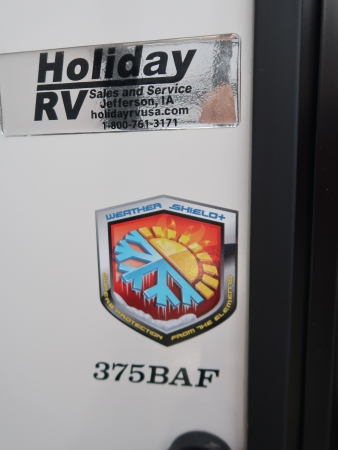 Holiday
RV Sales and Service
Jefferson, IA
holidayrvusa.com
1-800-761-3171
WEATHER SHIELD+
PROTECTION FROM THE ELEMENTS
375BAF